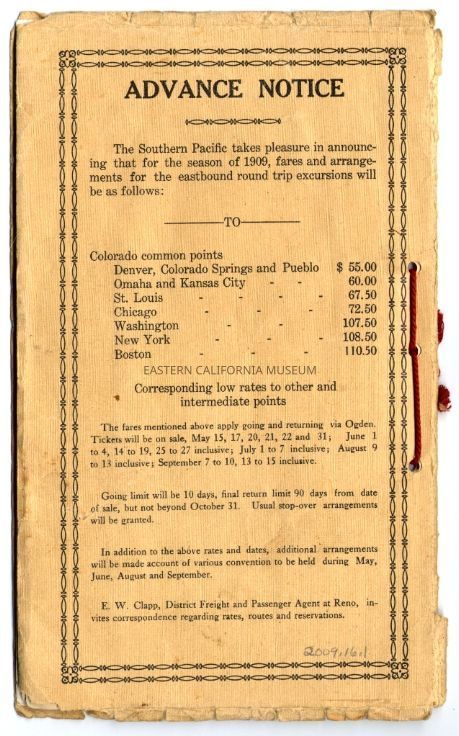 ADVANCE NOTICE
The Southern Pacific takes pleasure in announc-
ing that for the season of 1909, fares and arrange-
ments for the eastbound round trip excursions will
be as follows:
TO
Colorado common points
Denver, Colorado Springs and Pueblo $ 55.00
Omaha and Kansas City - - 60.00
St. Louis - - - - - 67.50
Chicago - - - - 72.50
Washington - - - - 107.50
New York - - - - 108.50
Boston - - - - 110.50
EASTERN CALIFORNIA MUSEUM
Corresponding low rates to other and
intermediate points
The fares mentioned above apply going and returning via Ogden.
Tickets will be on sale, May 15, 17, 20, 21, 22 and 31; June 1
to 4, 14 to 19, 25 to 27 inclusive; July 1 to 7 inclusive; August 9
to 13 inclusive; September 7 to 10, 13 to 15 inclusive.
Going limit will be 10 days, final return limit 90 days from date
of sale, but not beyond October 31. Usual stop-over arrangements
will be granted.
In addition to the above rates and dates, additional arrangements
will be made account of various convention to be held during May,
June, August and September.
E. W. Clapp, District Freight and Passenger Agent at Reno, in-
vites correspondence regarding rates, routes and reservations.
2009.16.1